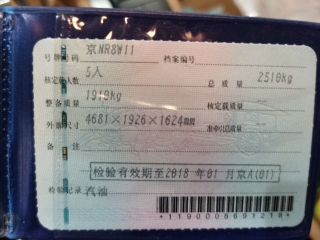 号牌号码 京NR8W11 档案编号
核定载人数 5人 总质量 2510kg
整备质量 1910kg 核定载质量
外廓尺寸 4681×1926×1624 准牵引总质量
备注
检验有效期至2018年01月京A(01)
检验记录 汽油